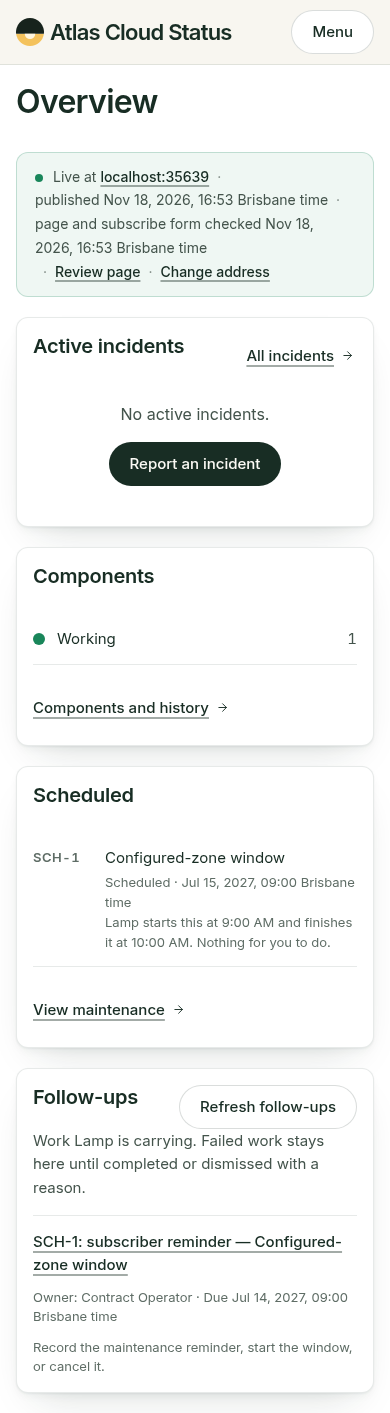 Atlas Cloud Status
Menu
Overview
Live at localhost:35639 ·
published Nov 18, 2026, 16:53 Brisbane time ·
page and subscribe form checked Nov 18,
2026, 16:53 Brisbane time
· Review page · Change address
Active incidents
All incidents →
No active incidents.
Report an incident
Components
Working 1
Components and history →
Scheduled
SCH-1 Configured-zone window
Scheduled · Jul 15, 2027, 09:00 Brisbane
time
Lamp starts this at 9:00 AM and finishes
it at 10:00 AM. Nothing for you to do.
View maintenance →
Follow-ups
Refresh follow-ups
Work Lamp is carrying. Failed work stays
here until completed or dismissed with a
reason.
SCH-1: subscriber reminder — Configured-
zone window
Owner: Contract Operator · Due Jul 14, 2027, 09:00
Brisbane time
Record the maintenance reminder, start the window,
or cancel it.